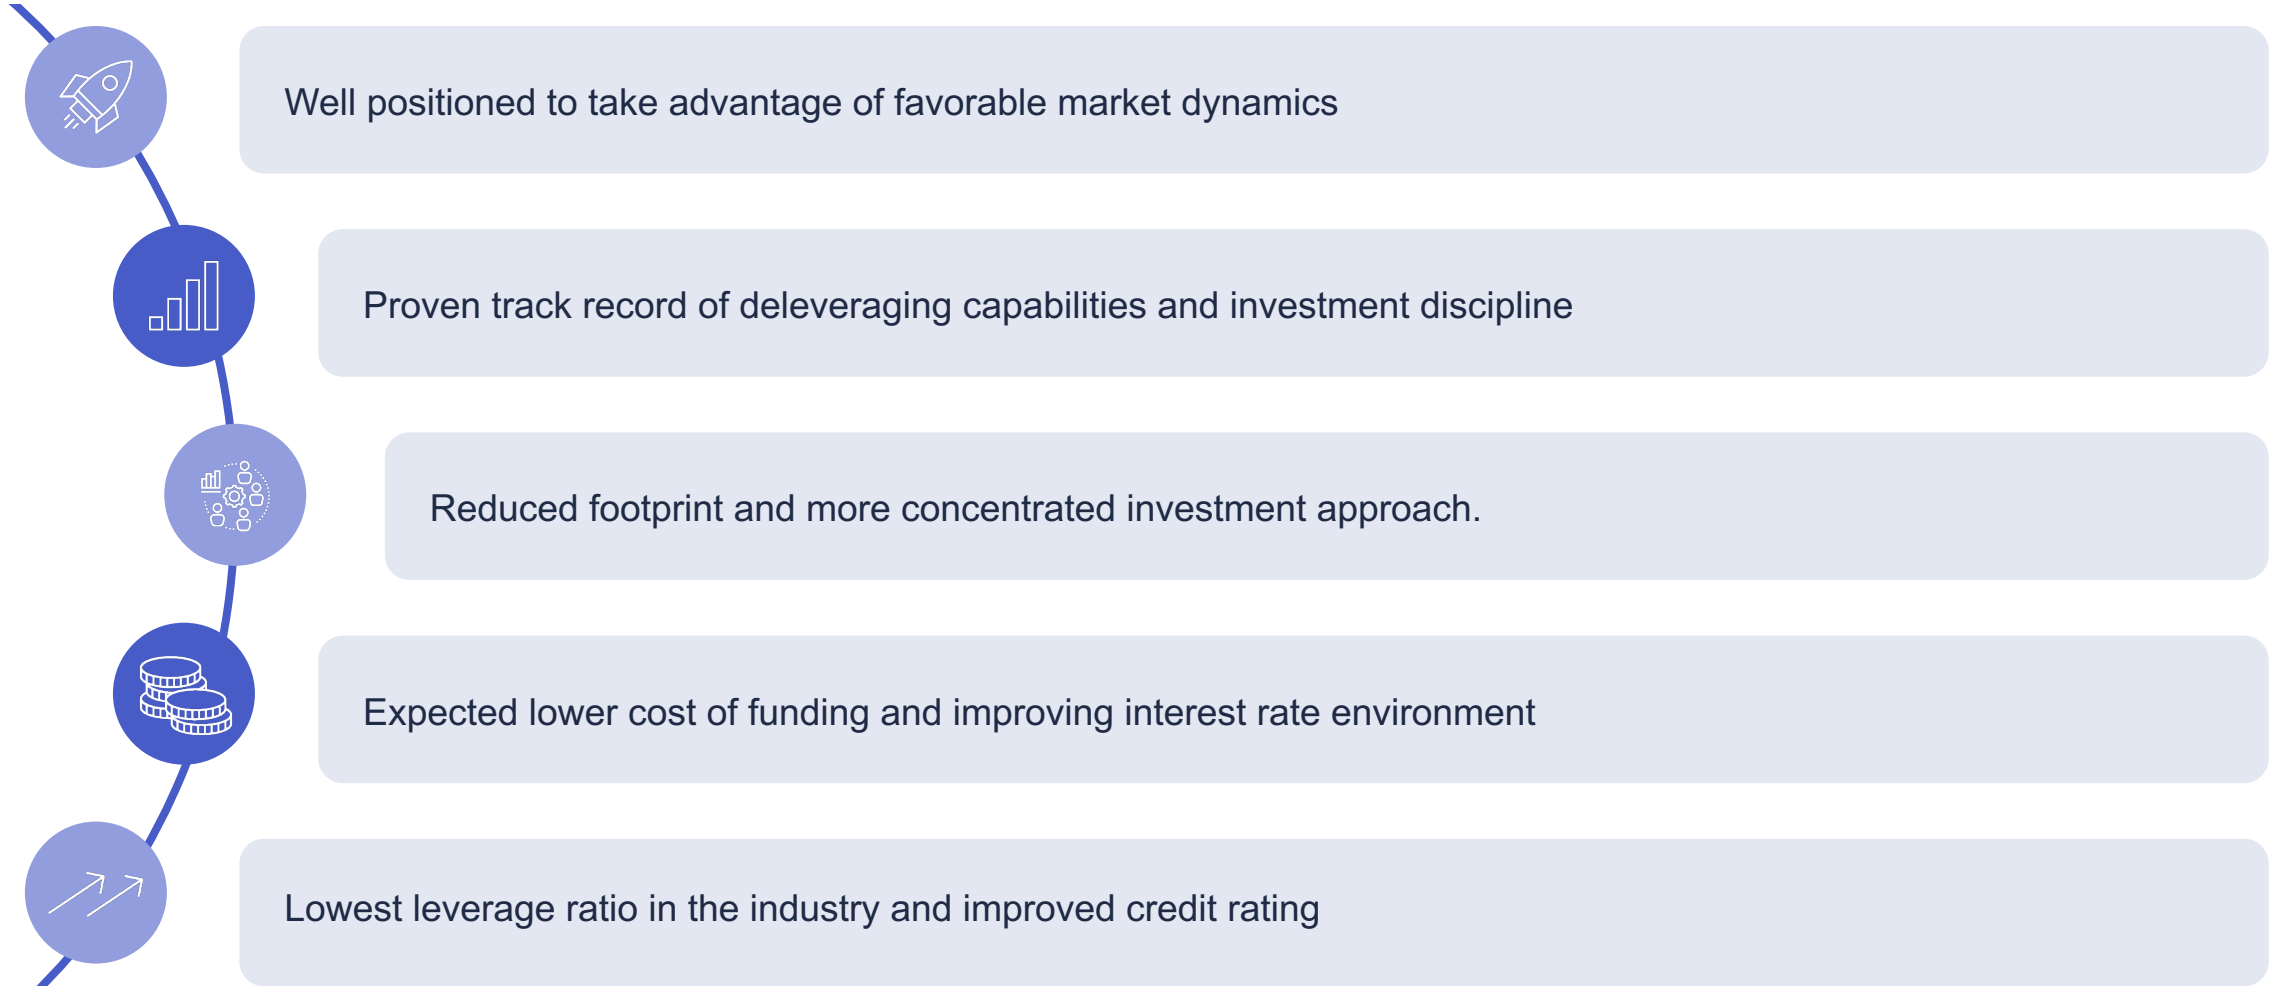 Well positioned to take advantage of favorable market dynamics
Proven track record of deleveraging capabilities and investment discipline
Reduced footprint and more concentrated investment approach.
Expected lower cost of funding and improving interest rate environment
Lowest leverage ratio in the industry and improved credit rating